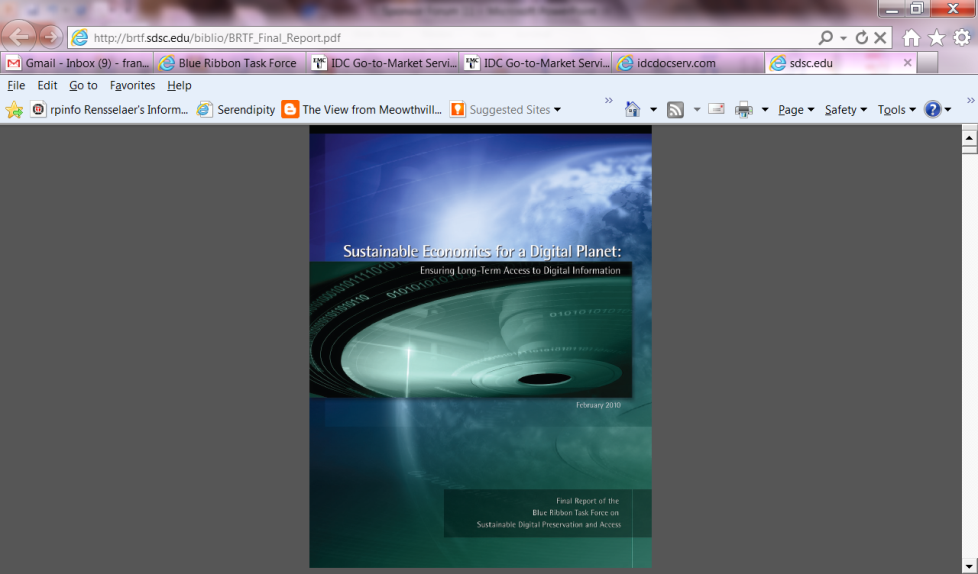 http://brtf.sdsc.edu/biblio/BRTF_Final_Report.pdf
Gmail - Inbox (9) - fran... Blue Ribbon Task Force IDC Go-to-Market Servi... IDC Go-to-Market Servi... idcdocserv.com sdsc.edu
File Edit Go to Favorites Help
rpinfo Rensselaer's Inform... Serendipity The View from Meowthvill... Suggested Sites Page Safety Tools
Sustainable Economics for a Digital Planet:
Ensuring Long-Term Access to Digital Information
February 2010
Final Report of the
Blue Ribbon Task Force on
Sustainable Digital Preservation and Access